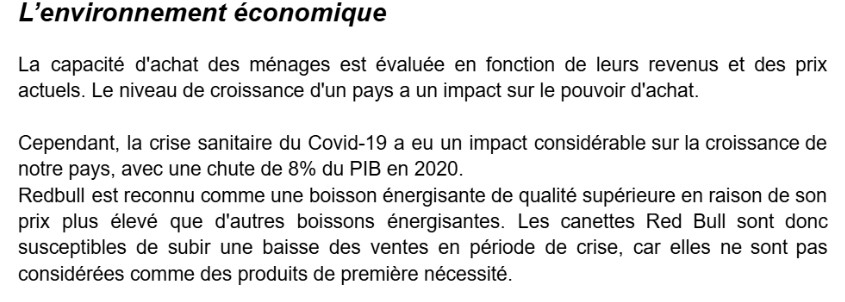 L’environnement économique
La capacité d'achat des ménages est évaluée en fonction de leurs revenus et des prix
actuels. Le niveau de croissance d'un pays a un impact sur le pouvoir d'achat.
Cependant, la crise sanitaire du Covid-19 a eu un impact considérable sur la croissance de
notre pays, avec une chute de 8% du PIB en 2020.
Redbull est reconnu comme une boisson énergisante de qualité supérieure en raison de son
prix plus élevé que d'autres boissons énergisantes. Les canettes Red Bull sont donc
susceptibles de subir une baisse des ventes en période de crise, car elles ne sont pas
considérées comme des produits de première nécessité.